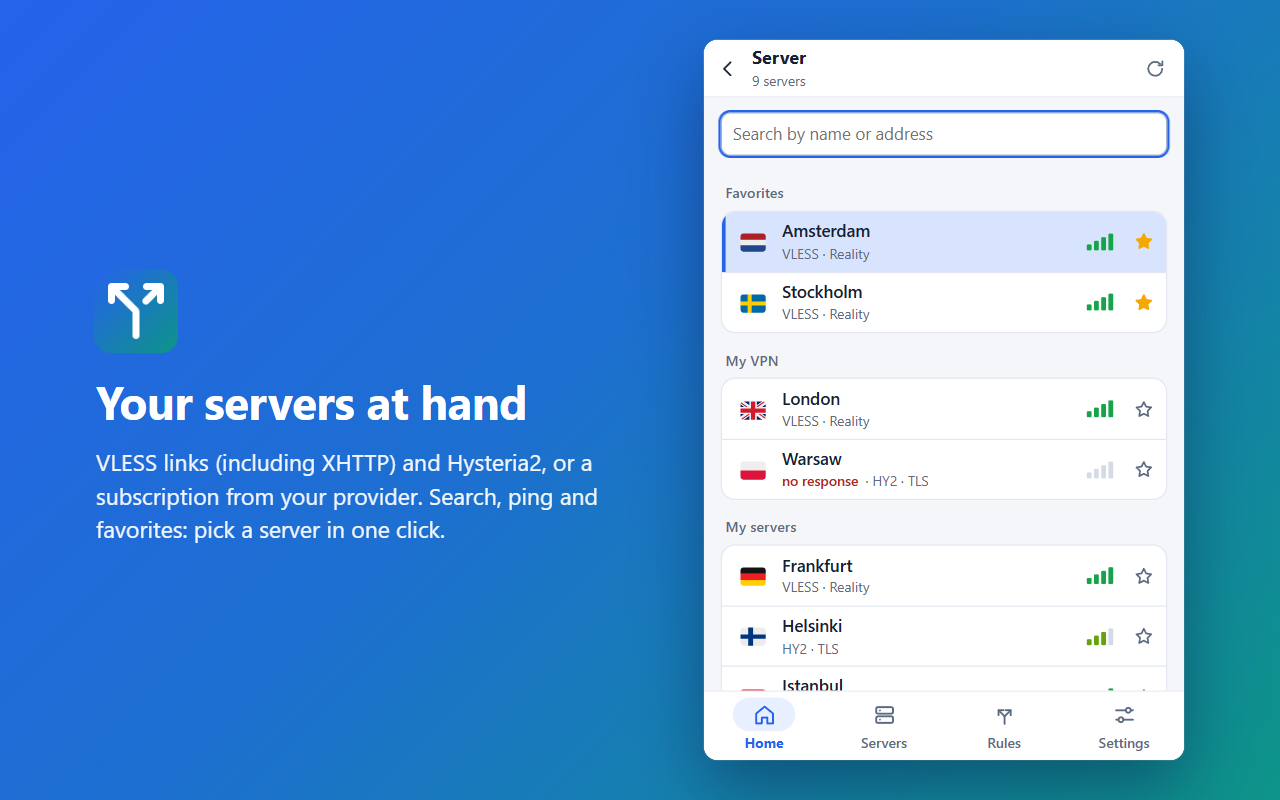 Your servers at hand
VLESS links (including XHTTP) and Hysteria2, or a
subscription from your provider. Search, ping and
favorites: pick a server in one click.
Server
9 servers
Search by name or address
Favorites
Amsterdam
VLESS · Reality
Stockholm
VLESS · Reality
My VPN
London
VLESS · Reality
Warsaw
no response · HY2 · TLS
My servers
Frankfurt
VLESS · Reality
Helsinki
HY2 · TLS
Istanbul
Home
Servers
Rules
Settings